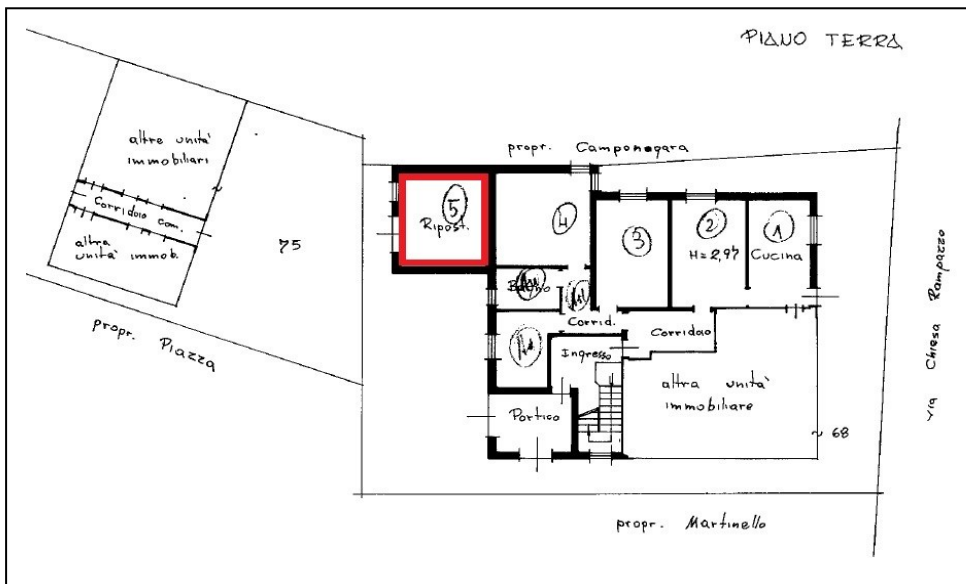 PIANO TERRA
altre unità
immobiliari
Corridoio com.
altra
unità immob.
75
propr. Piazza
propr. Camponogara
5
Ripost.
4
3
2
H=2,97
1
Cucina
Bagno
Corrid.
Corridoio
Ingresso
Portico
altra unità
immobiliare
68
propr. Martinello
Via Chiesa Rampazzo